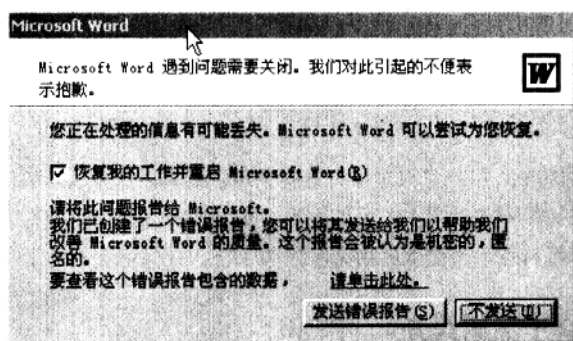 Microsoft Word
Microsoft Word 遇到问题需要关闭。我们对此引起的不便表
示抱歉。
W
您正在处理的信息有可能丢失。Microsoft Word 可以尝试为您恢复。
恢复我的工作并重启 Microsoft Word(R)
请将此问题报告给 Microsoft。
我们已创建了一个错误报告，您可以将其发送给我们以帮助我们
改善 Microsoft Word 的质量。这个报告会被认为是机密的，匿
名的。
要查看这个错误报告包含的数据， 请单击此处。
发送错误报告(S) 不发送(D)